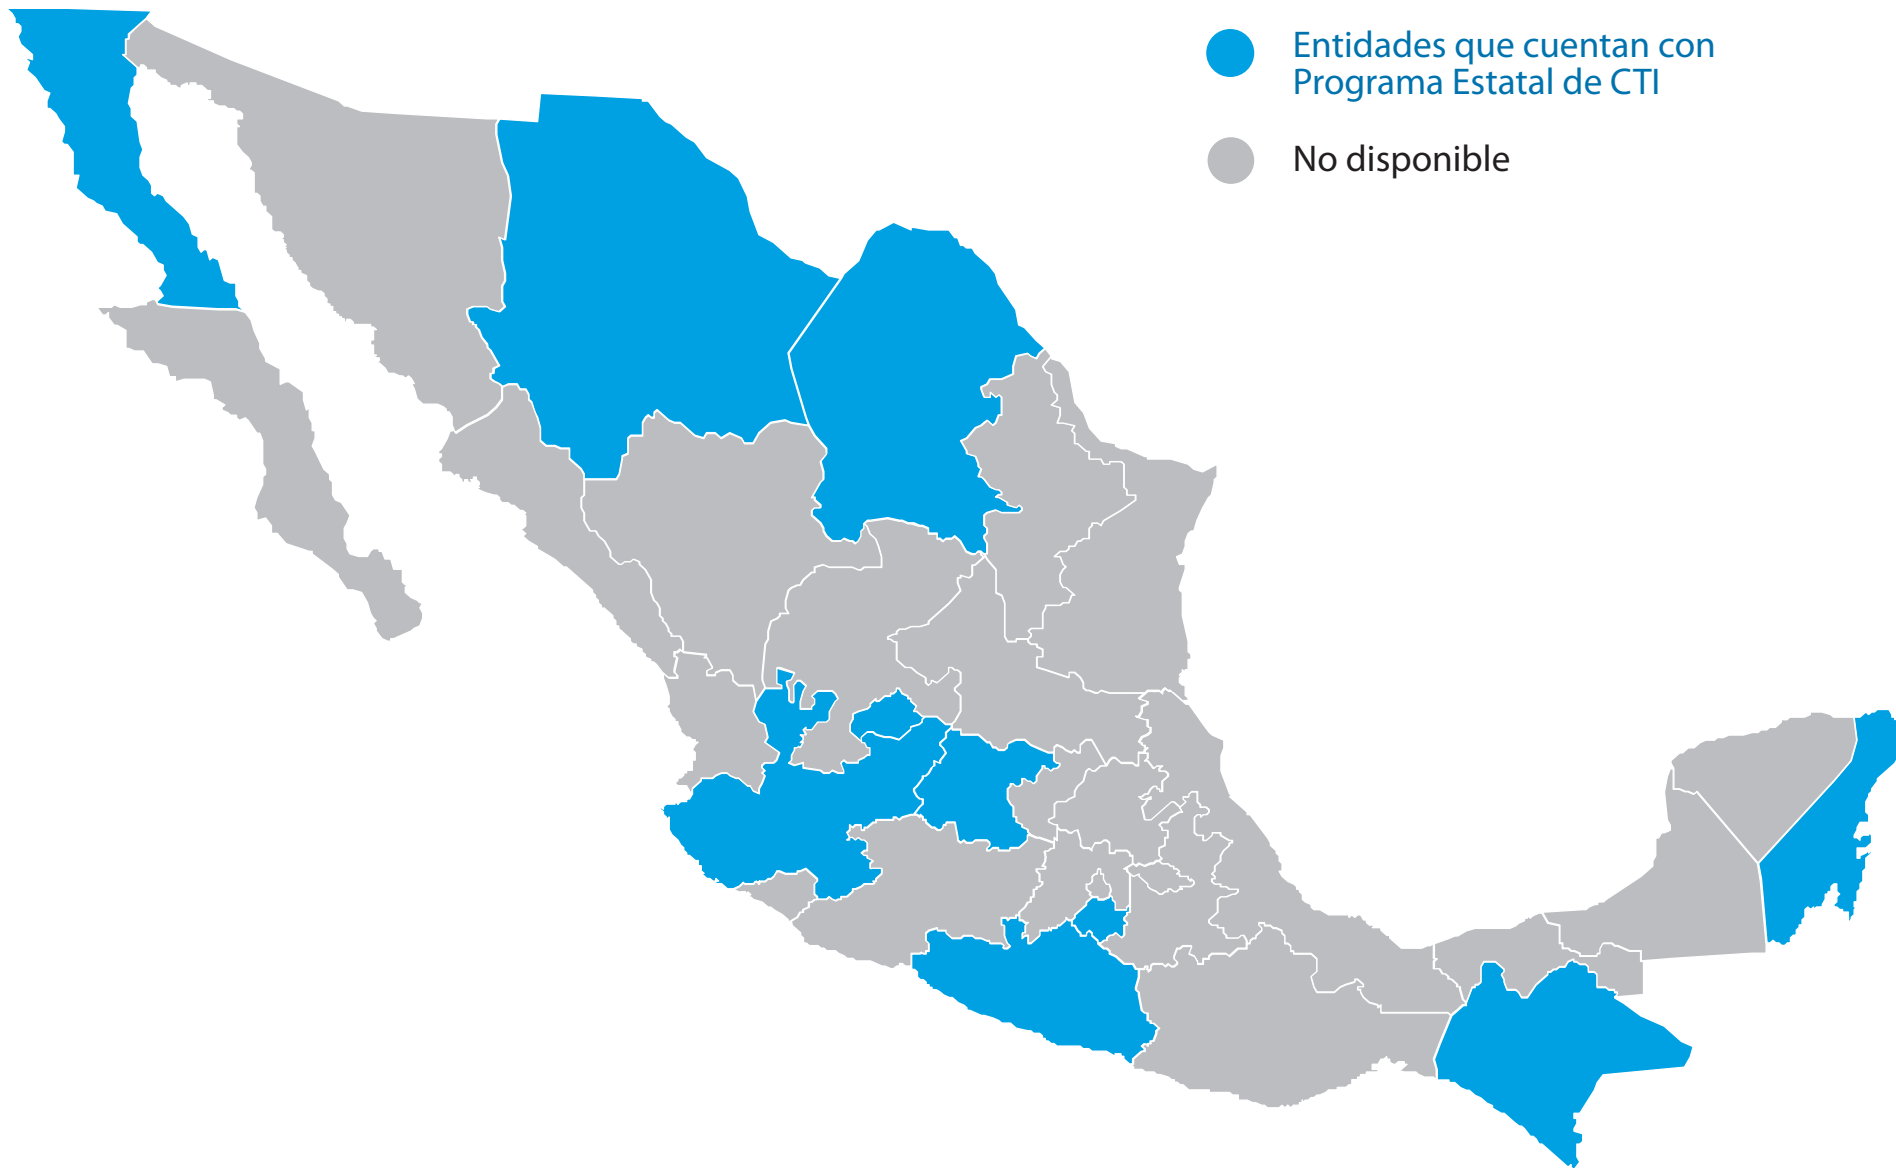 Entidades que cuentan con
Programa Estatal de CTI
No disponible